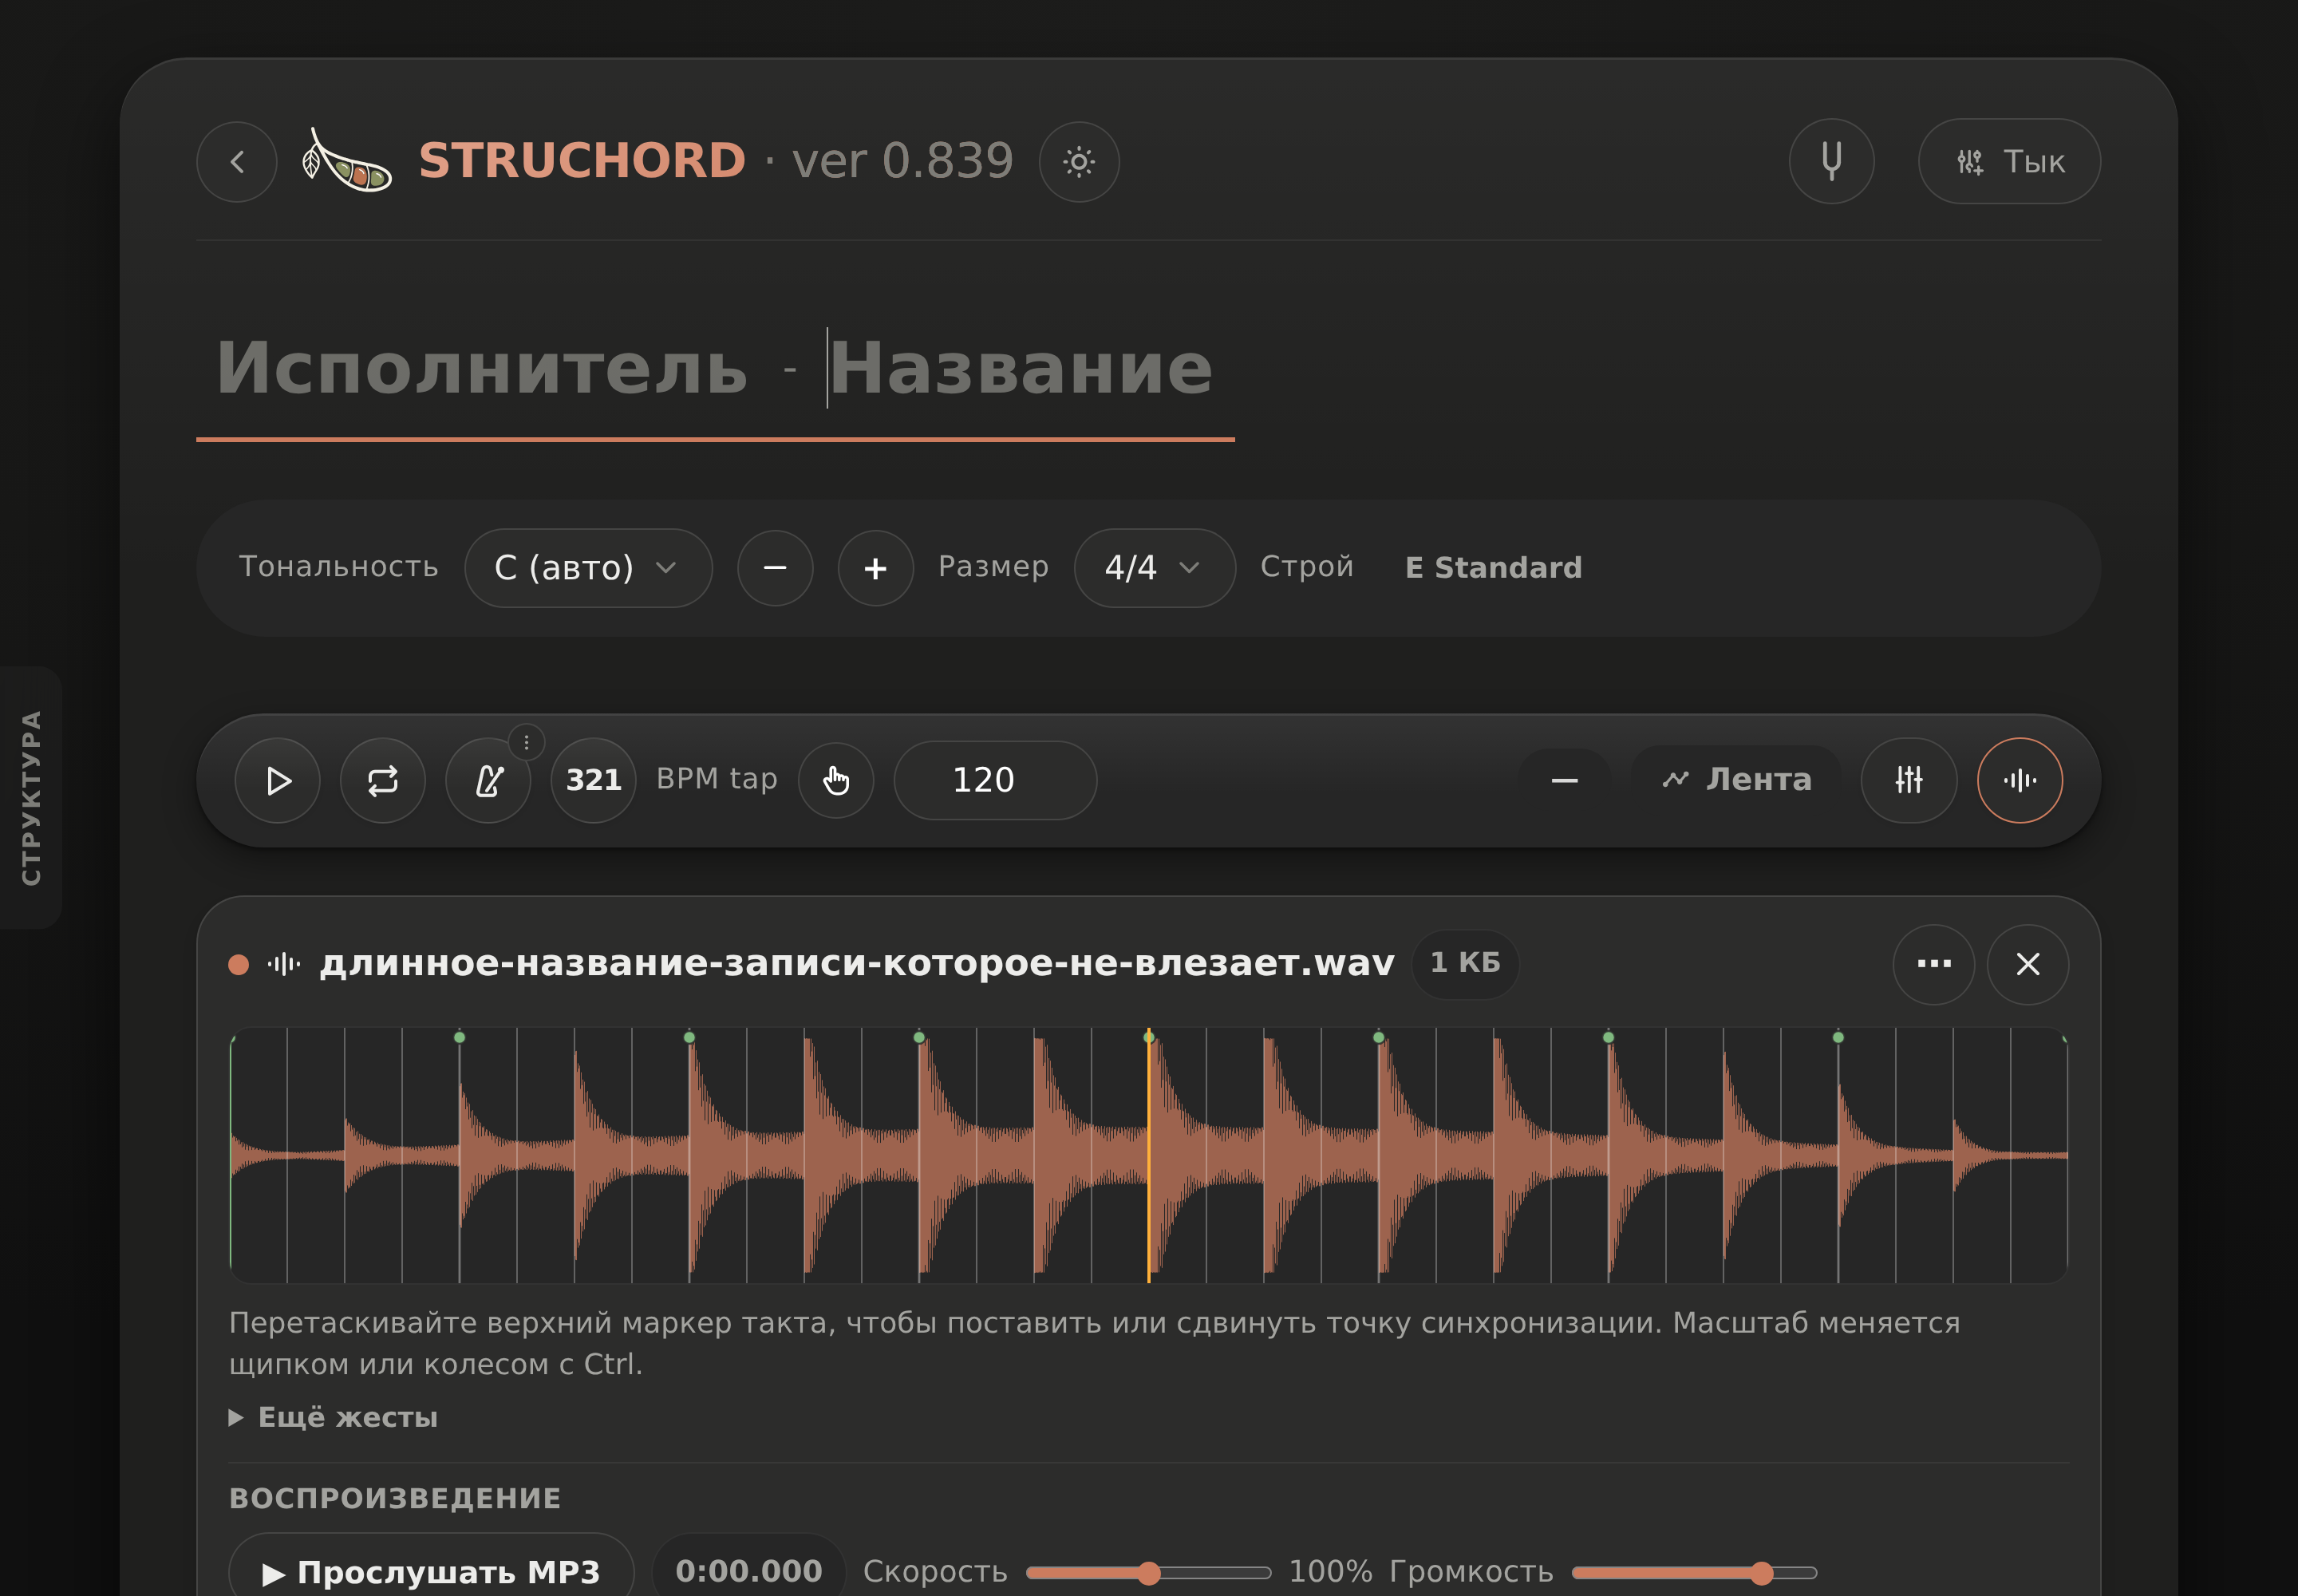 STRUCHORD · ver 0.839
Тык
Исполнитель - Название
Тональность C (авто) − + Размер 4/4 Строй E Standard
СТРУКТУРА
321 BPM tap 120 − Лента
длинное-название-записи-которое-не-влезает.wav 1 КБ ···
Перетаскивайте верхний маркер такта, чтобы поставить или сдвинуть точку синхронизации. Масштаб меняется
щипком или колесом с Ctrl.
▶ Ещё жесты
ВОСПРОИЗВЕДЕНИЕ
▶ Прослушать MP3 0:00.000 Скорость 100% Громкость